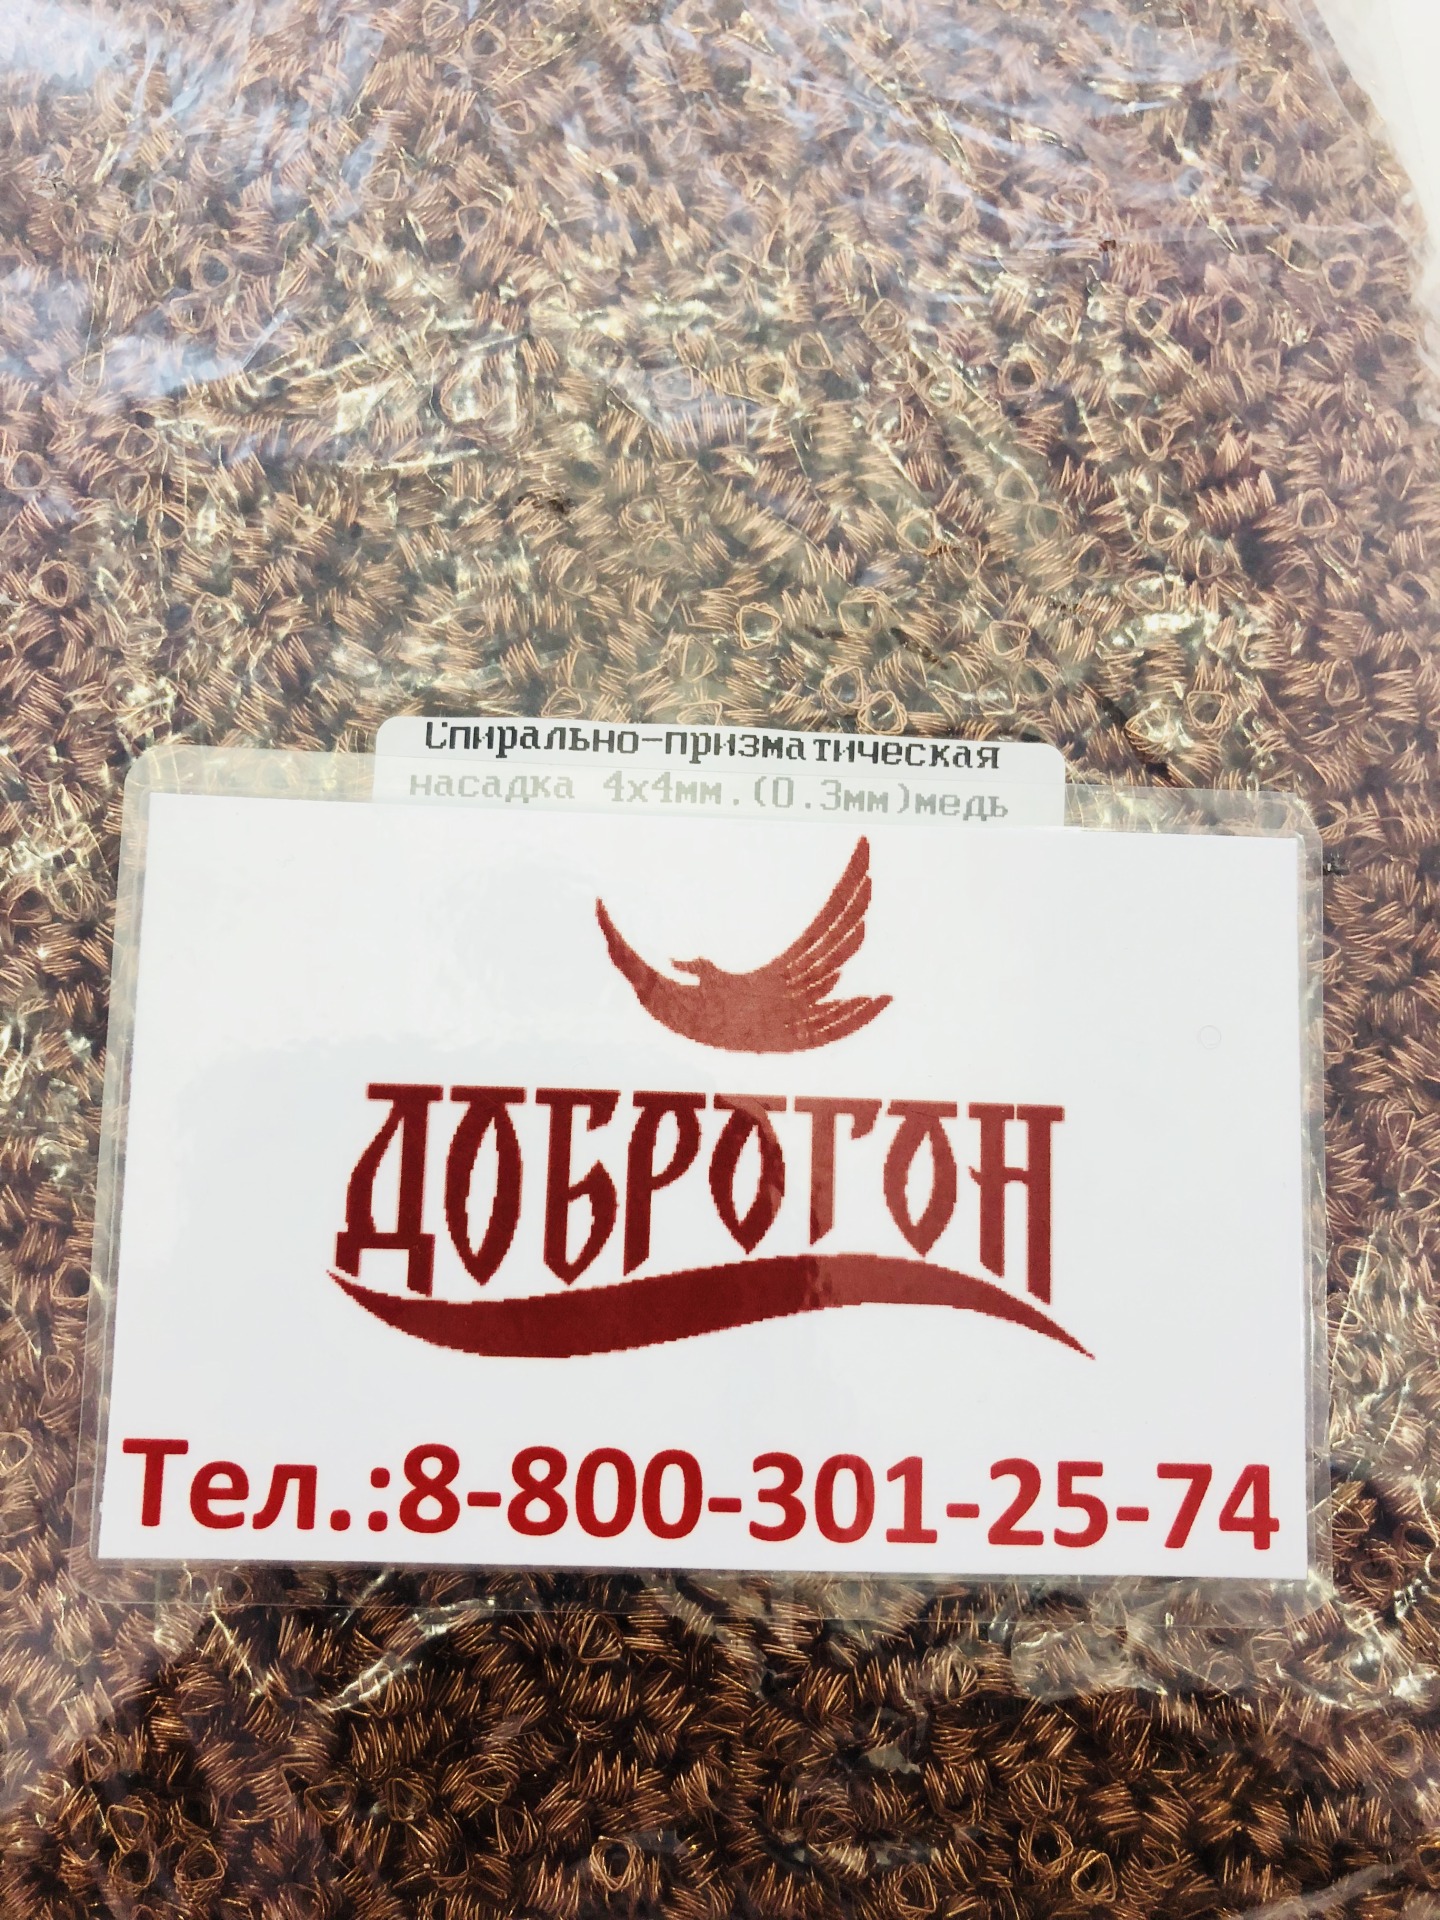 Спирально-призматическая
насадка 4х4мм.(0.3мм)медь
ДОБРОГОН
Тел.:8-800-301-25-74